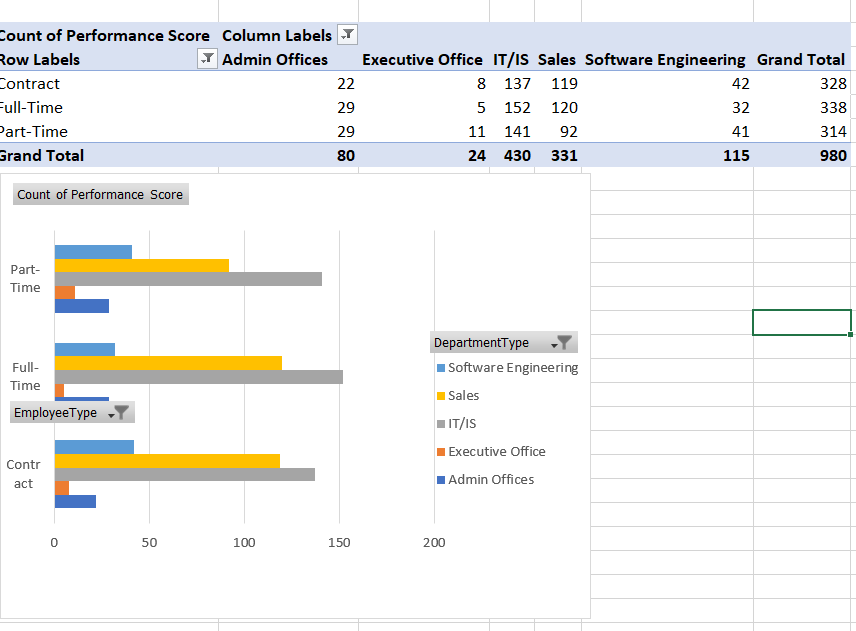 Count of Performance Score Column Labels
Row Labels Admin Offices Executive Office IT/IS Sales Software Engineering Grand Total
Contract 22 8 137 119 42 328
Full-Time 29 5 152 120 32 338
Part-Time 29 11 141 92 41 314
Grand Total 80 24 430 331 115 980
Count of Performance Score
Part-
Time
Full-
Time
EmployeeType
Contr
act
0 50 100 150 200
DepartmentType
Software Engineering
Sales
IT/IS
Executive Office
Admin Offices